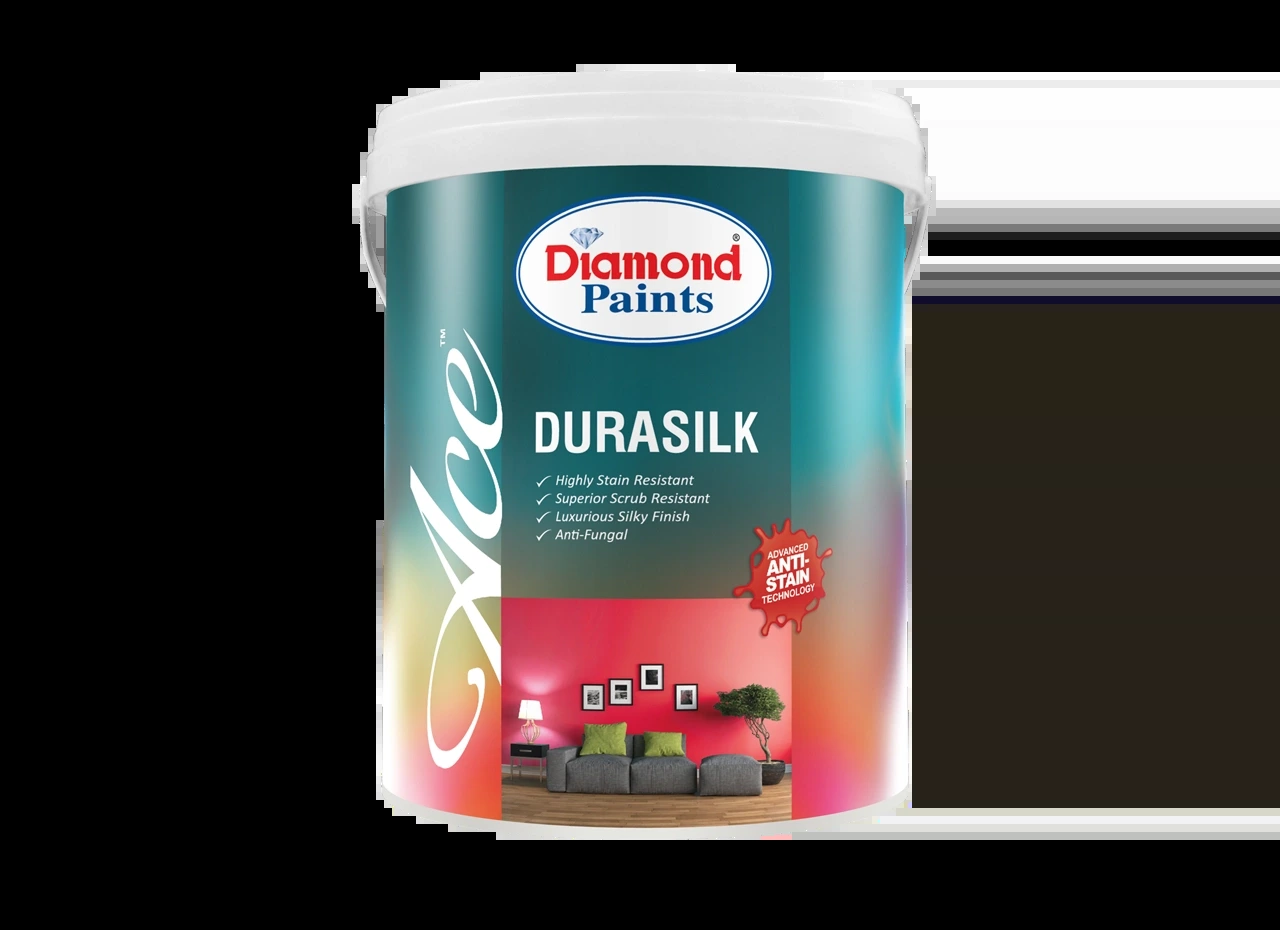 Diamond®
Paints
Ace™
DURASILK
✓ Highly Stain Resistant
✓ Superior Scrub Resistant
✓ Luxurious Silky Finish
✓ Anti-Fungal
ADVANCED
ANTI-
STAIN
TECHNOLOGY